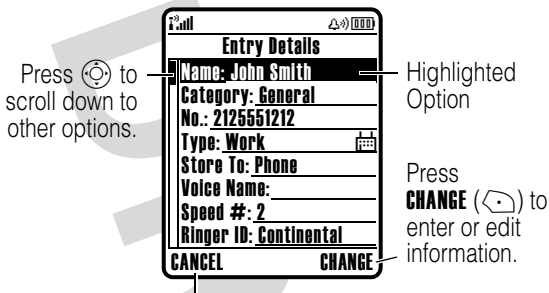 Entry Details
Press to
scroll down to
other options.
Name: John Smith
Category: General
No.: 2125551212
Type: Work
Store To: Phone
Voice Name:
Speed #: 2
Ringer ID: Continental
CANCEL
CHANGE
Highlighted
Option
Press
CHANGE ( ) to
enter or edit
information.